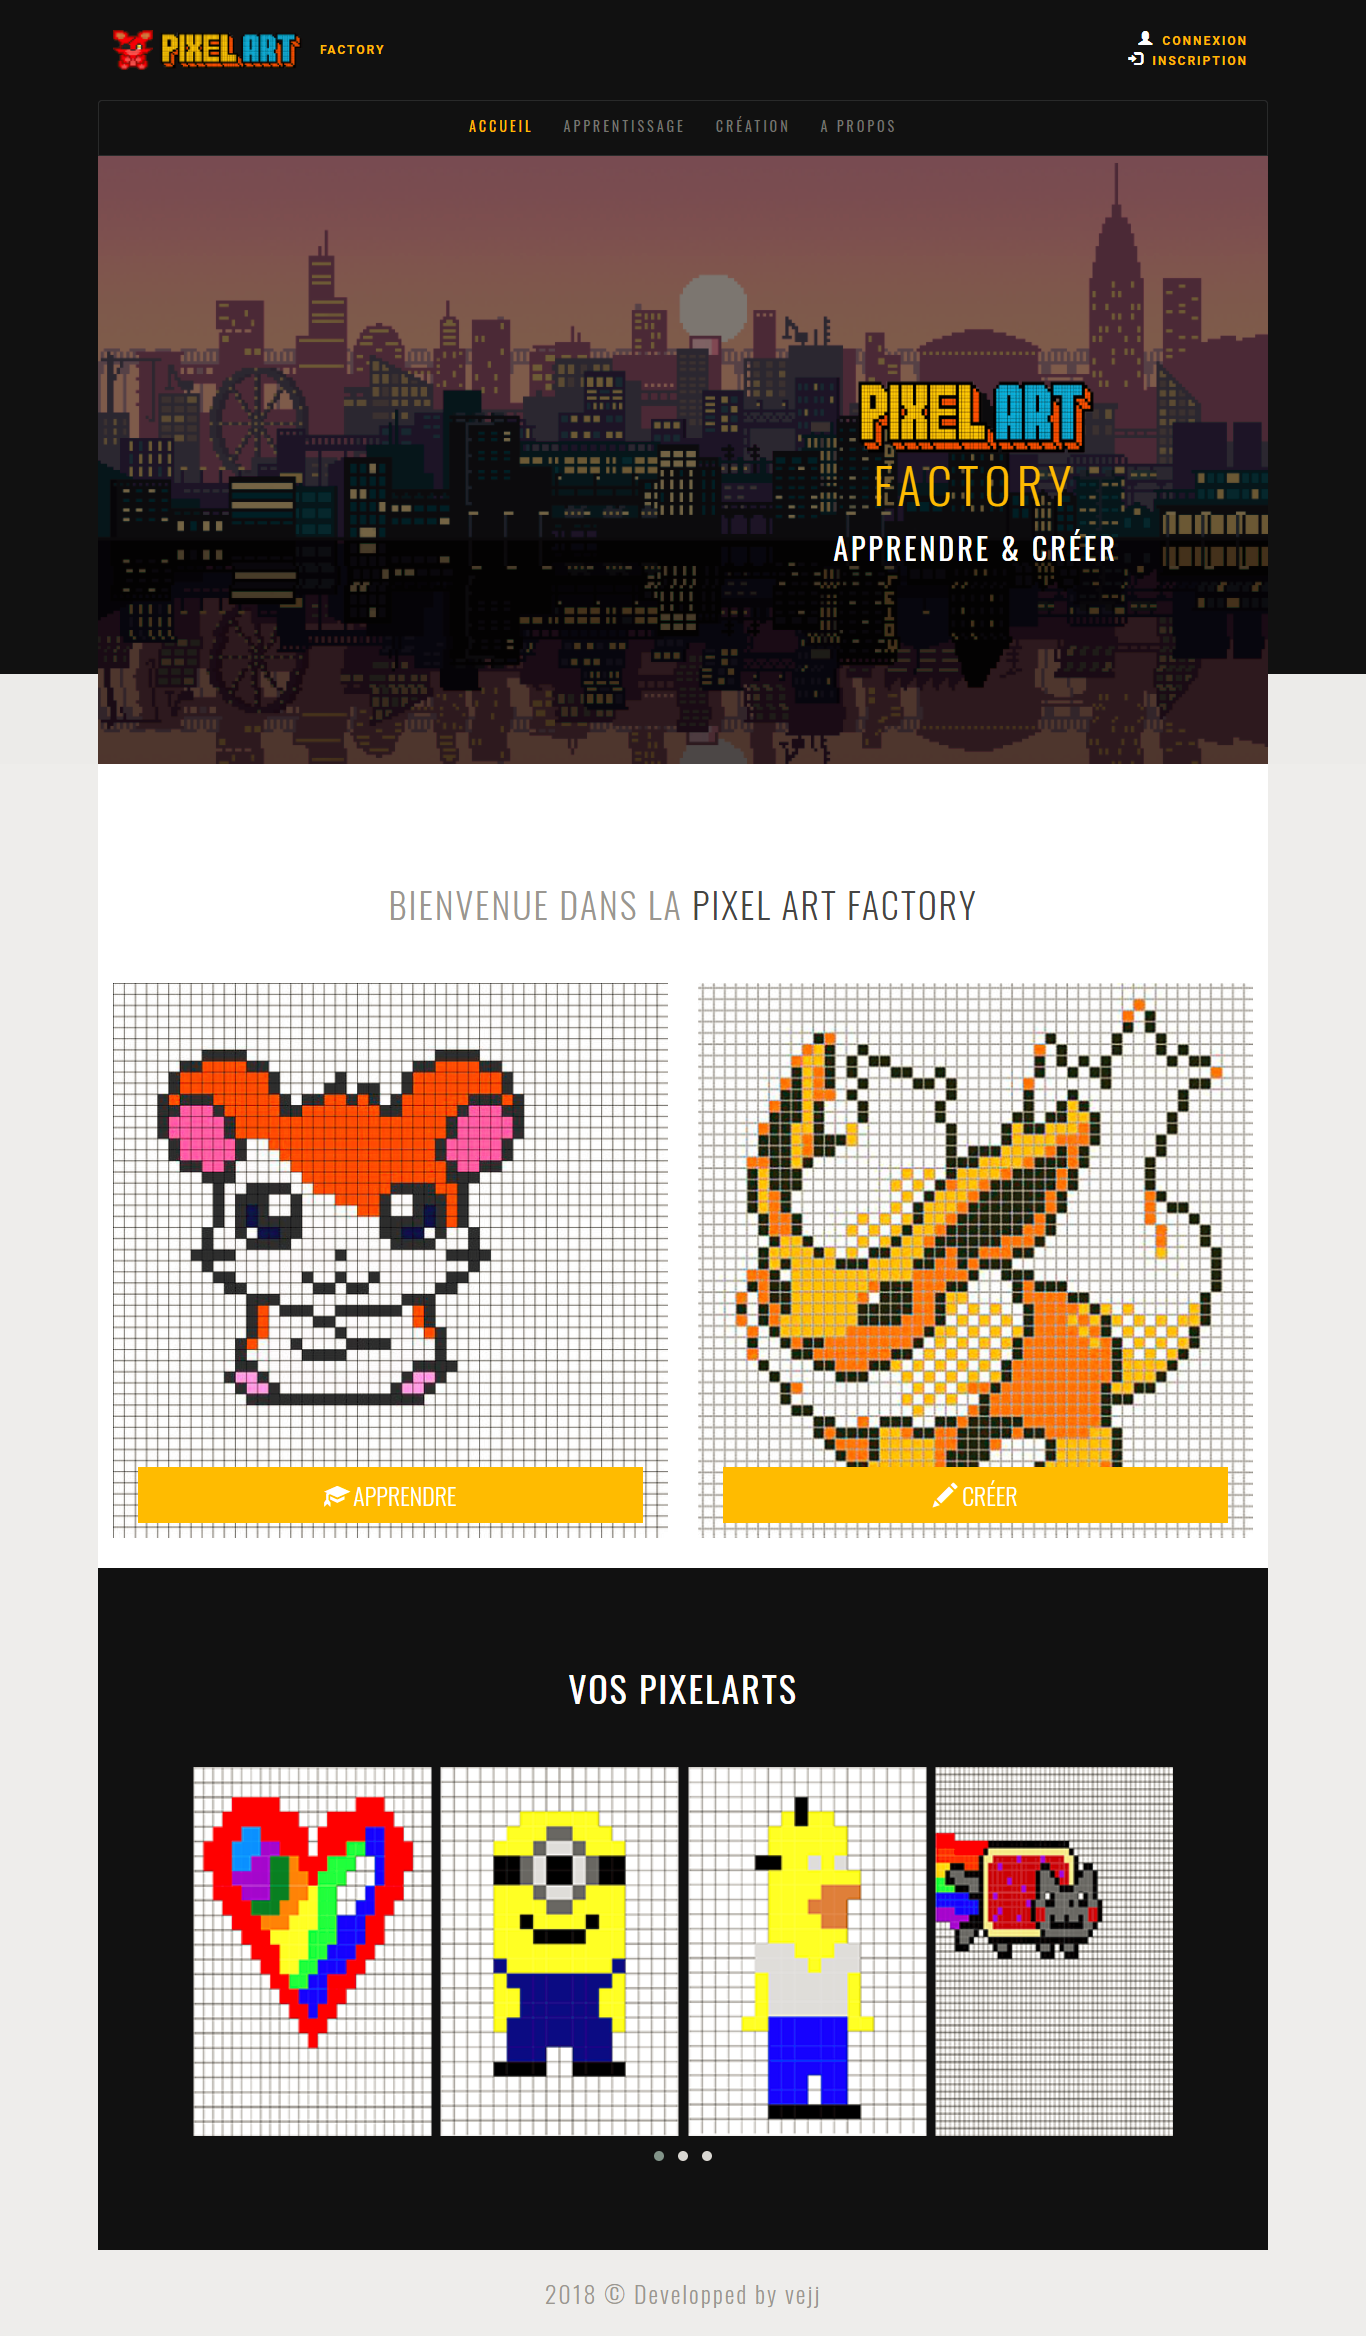 PIXEL ART FACTORY
CONNEXION
INSCRIPTION
ACCUEIL APPRENTISSAGE CRÉATION A PROPOS
PIXEL ART
FACTORY
APPRENDRE & CRÉER
BIENVENUE DANS LA PIXEL ART FACTORY
APPRENDRE
CRÉER
VOS PIXELARTS
2018 © Developped by vejj